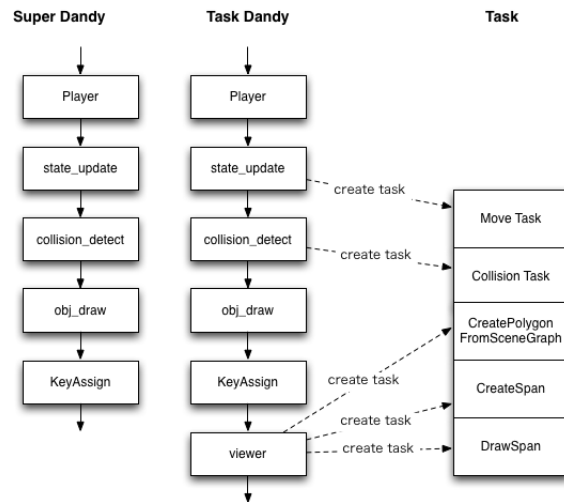 Super Dandy
Task Dandy
Task
Player
state_update
collision_detect
obj_draw
KeyAssign
Player
state_update
collision_detect
obj_draw
KeyAssign
viewer
create task
create task
create task
create task
create task
Move Task
Collision Task
CreatePolygon
FromSceneGraph
CreateSpan
DrawSpan